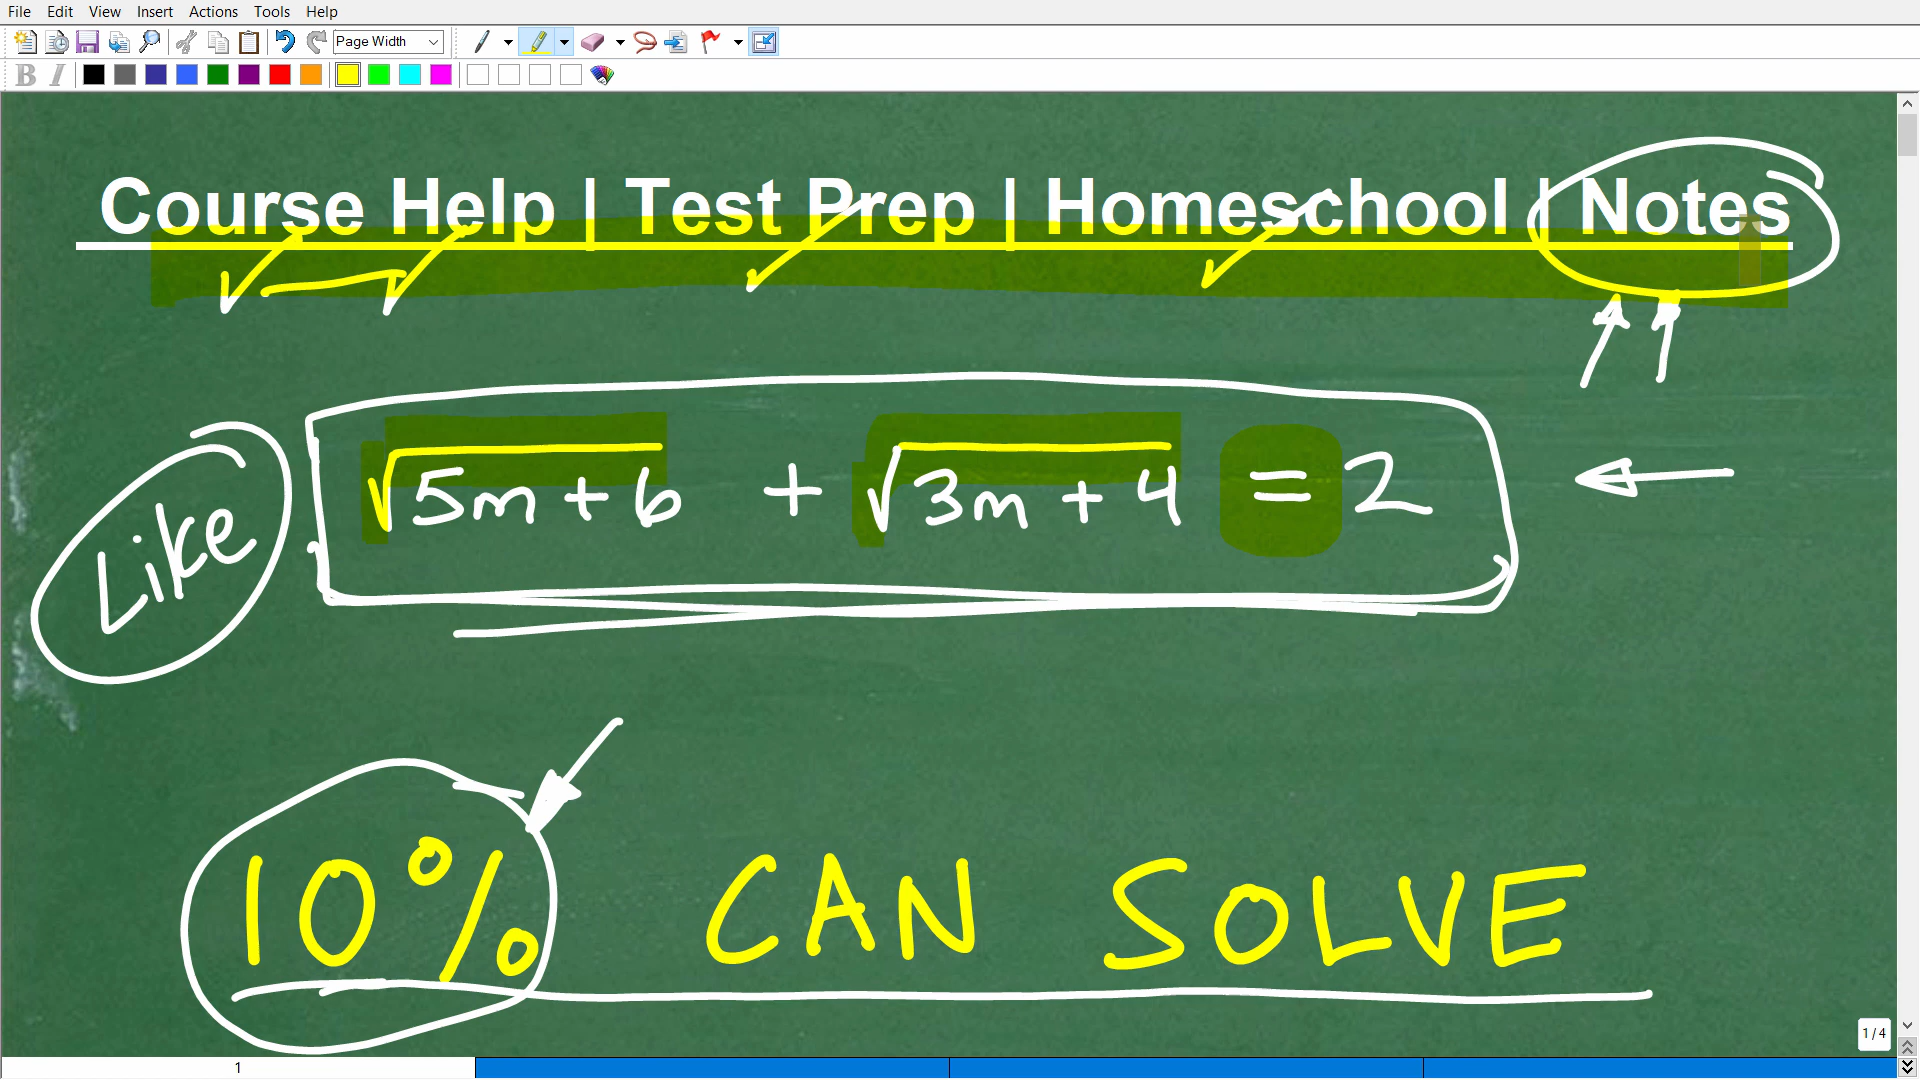 File Edit View Insert Actions Tools Help
Page Width
B I
Course Help | Test Prep | Homeschool | Notes
Like
√5m + 6 + √3m + 4 = 2
10% CAN SOLVE
1 / 4
1